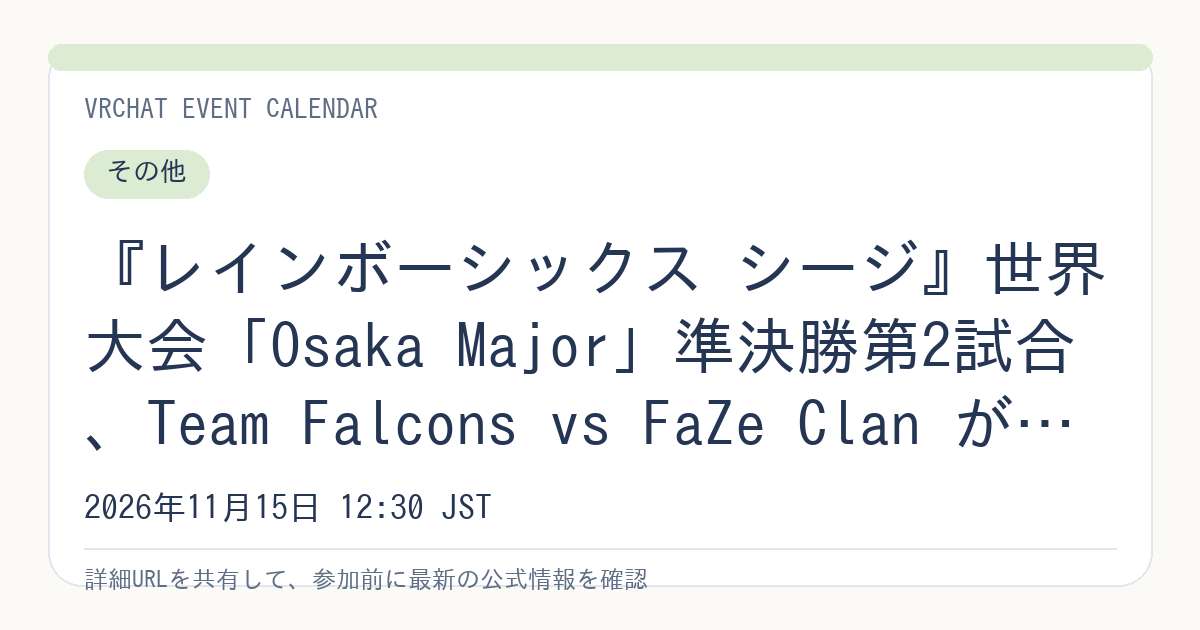 VRCHAT EVENT CALENDAR
その他
『レインボーシックス シージ』世界
大会「Osaka Major」準決勝第2試合
、Team Falcons vs FaZe Clan が…
2026年11月15日 12:30 JST
詳細URLを共有して、参加前に最新の公式情報を確認